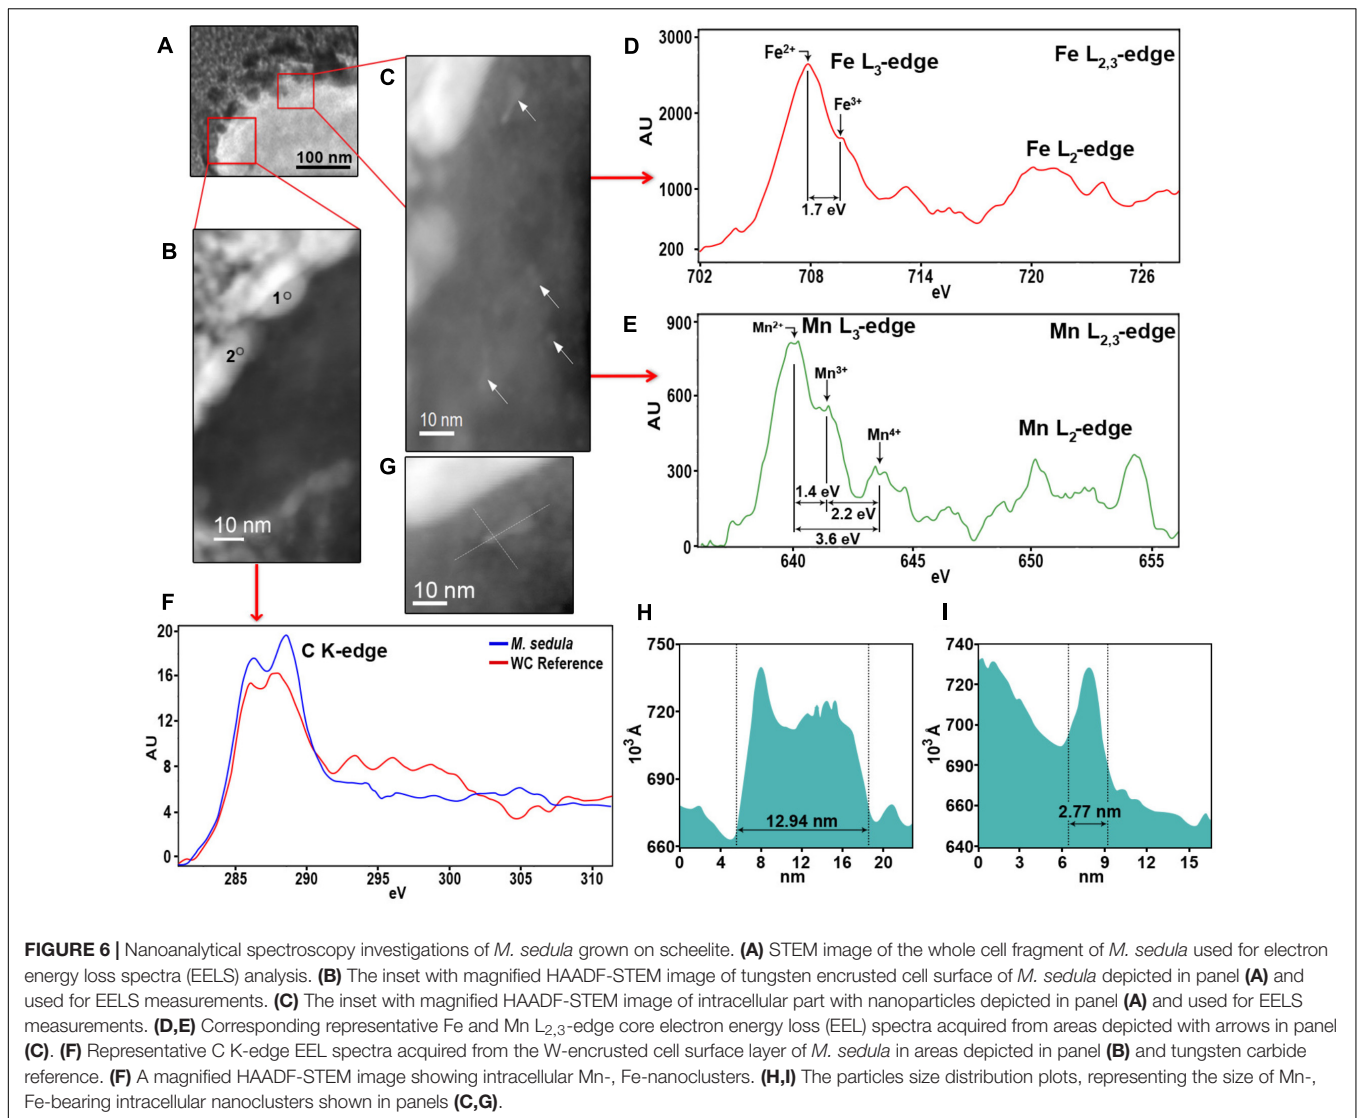 A
100 nm
B
1
2
10 nm
C
10 nm
G
10 nm
D
3000
2000
1000
200
AU
Fe2+
Fe L3-edge
Fe3+
Fe L2,3-edge
Fe L2-edge
1.7 eV
702 708 714 720 726
eV
E
900
600
300
0
AU
Mn2+
Mn L3-edge
Mn3+
Mn4+
Mn L2,3-edge
Mn L2-edge
1.4 eV
2.2 eV
3.6 eV
640 645 650 655
eV
F
20
16
12
8
4
0
AU
C K-edge
M. sedula
WC Reference
285 290 295 300 305 310
eV
H
750
720
690
660
10³ Å
12.94 nm
0 4 8 12 16 20
nm
I
740
720
700
680
660
640
10³ Å
2.77 nm
0 3 6 9 12 15
nm
FIGURE 6 | Nanoanalytical spectroscopy investigations of M. sedula grown on scheelite. (A) STEM image of the whole cell fragment of M. sedula used for electron
energy loss spectra (EELS) analysis. (B) The inset with magnified HAADF-STEM image of tungsten encrusted cell surface of M. sedula depicted in panel (A) and
used for EELS measurements. (C) The inset with magnified HAADF-STEM image of intracellular part with nanoparticles depicted in panel (A) and used for EELS
measurements. (D,E) Corresponding representative Fe and Mn L2,3-edge core electron energy loss (EEL) spectra acquired from areas depicted with arrows in panel
(C). (F) Representative C K-edge EEL spectra acquired from the W-encrusted cell surface layer of M. sedula in areas depicted in panel (B) and tungsten carbide
reference. (F) A magnified HAADF-STEM image showing intracellular Mn-, Fe-nanoclusters. (H,I) The particles size distribution plots, representing the size of Mn-,
Fe-bearing intracellular nanoclusters shown in panels (C,G).